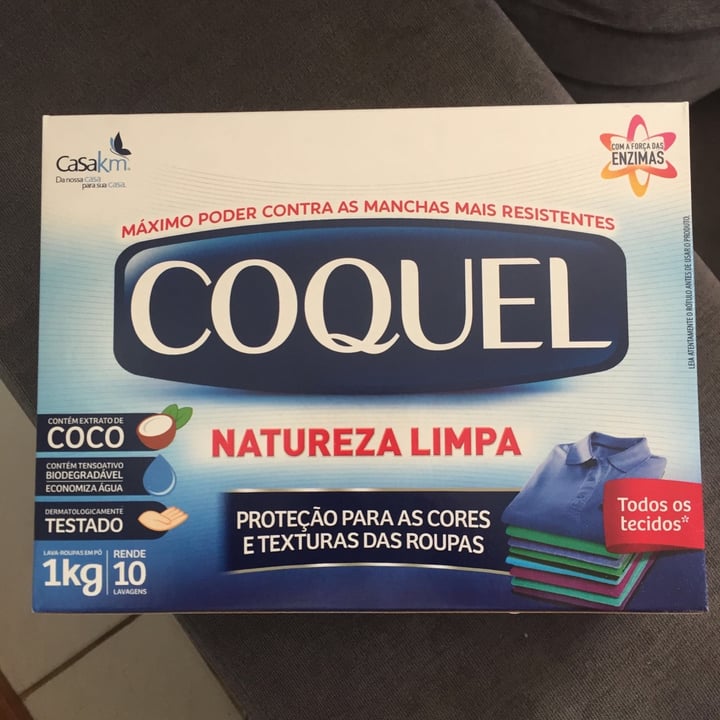 CasaKm
Da nossa casa
para sua casa.
COM A FORÇA DAS
ENZIMAS
MÁXIMO PODER CONTRA AS MANCHAS MAIS RESISTENTES
COQUEL
LEIA ATENTAMENTE O RÓTULO ANTES DE USAR O PRODUTO.
CONTÉM EXTRATO DE
COCO
NATUREZA LIMPA
CONTÉM TENSOATIVO
BIODEGRADÁVEL
ECONOMIZA ÁGUA
DERMATOLOGICAMENTE
TESTADO
PROTEÇÃO PARA AS CORES
E TEXTURAS DAS ROUPAS
Todos os
tecidos*
LAVA-ROUPAS EM PÓ
1kg
RENDE
10
LAVAGENS